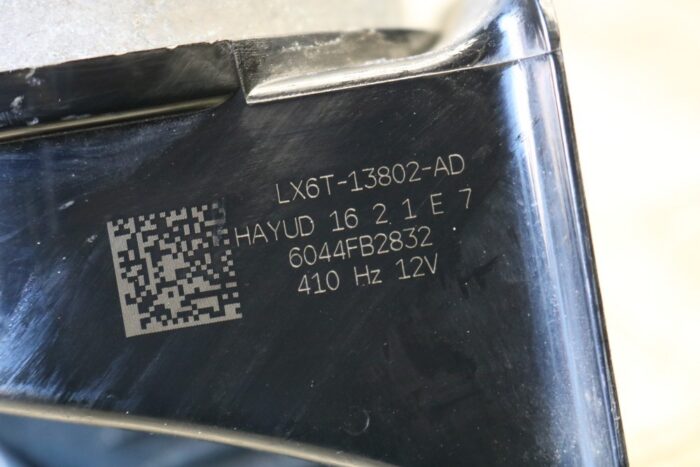 LX6T-13802-AD
HAYUD 16 2 1 E 7
6044FB2832
410 Hz 12V